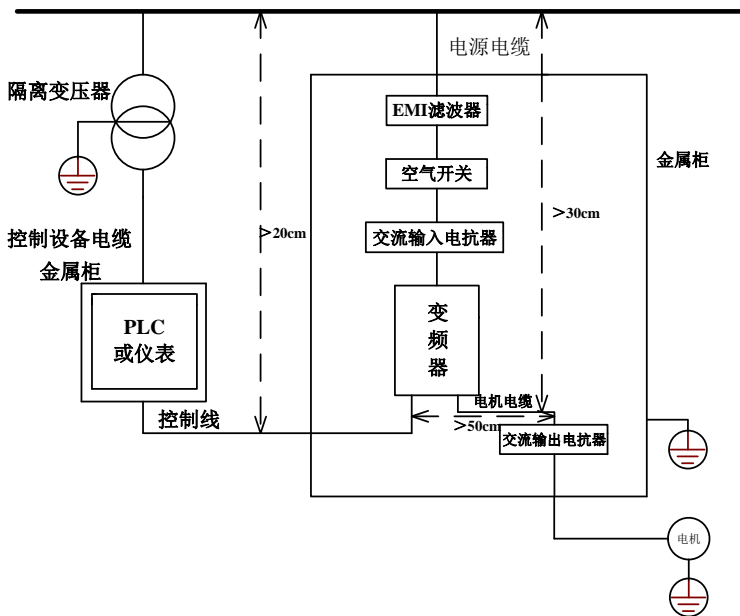 电源电缆
隔离变压器
EMI滤波器
金属柜
空气开关
>30cm
控制设备电缆
>20cm
交流输入电抗器
金属柜
PLC
或仪表
变
频
器
电机电缆
控制线
>50cm
交流输出电抗器
电机